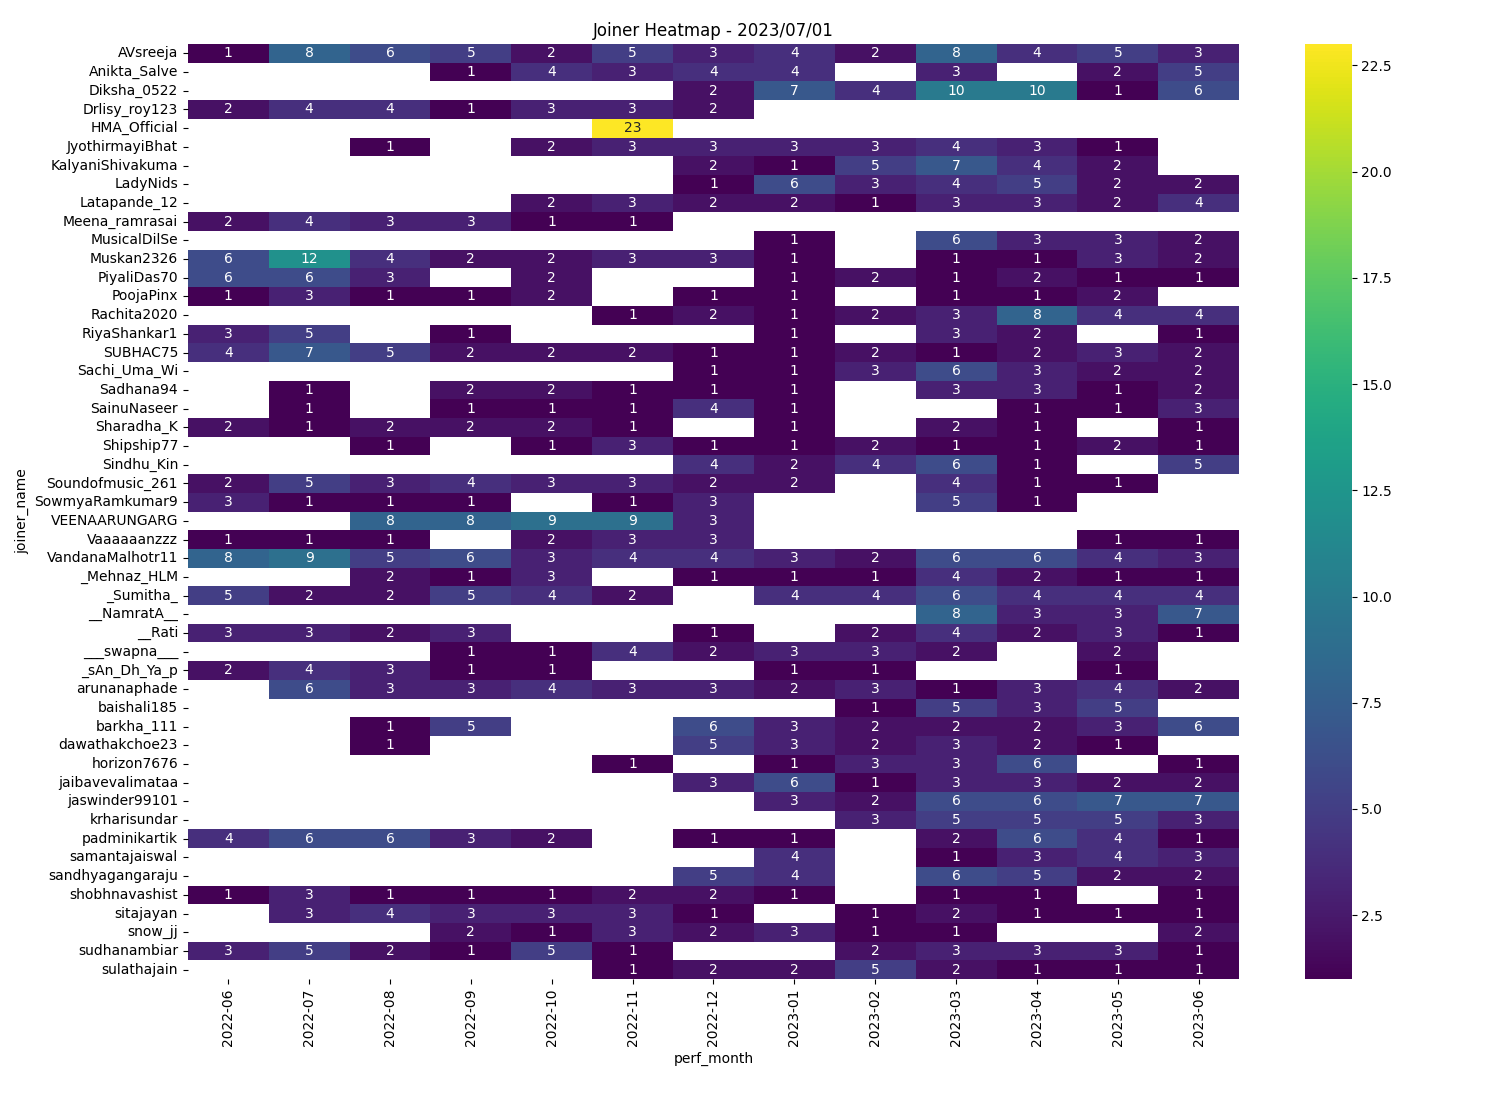 Joiner Heatmap - 2023/07/01
AVsreeja 1 8 6 5 2 5 3 4 2 8 4 5 3
Anikta_Salve 1 4 3 4 4 3 2 5
Diksha_0522 2 7 4 10 10 1 6
Drlisy_roy123 2 4 4 1 3 3 2
HMA_Official 23
JyothirmayiBhat 1 2 3 3 3 3 4 3 1
KalyaniShivakuma 2 1 5 7 4 2
LadyNids 1 6 3 4 5 2 2
Latapande_12 2 3 2 2 1 3 3 2 4
Meena_ramrasai 2 4 3 3 1 1
MusicalDilSe 1 6 3 3 2
Muskan2326 6 12 4 2 2 3 3 1 1 1 3 2
PiyaliDas70 6 6 3 2 1 2 1 2 1 1
PoojaPinx 1 3 1 1 2 1 1 1 1 2
Rachita2020 1 2 1 2 3 8 4 4
RiyaShankar1 3 5 1 1 3 2 1
SUBHAC75 4 7 5 2 2 2 1 1 2 1 2 3 2
Sachi_Uma_Wi 1 1 3 6 3 2 2
Sadhana94 1 2 2 1 1 1 3 3 1 2
SainuNaseer 1 1 1 1 4 1 1 1 3
Sharadha_K 2 1 2 2 2 1 1 2 1 1
Shipship77 1 1 3 1 1 2 1 1 2 1
Sindhu_Kin 4 2 4 6 1 5
Soundofmusic_261 2 5 3 4 3 3 2 2 4 1 1
SowmyaRamkumar9 3 1 1 1 1 3 5 1
VEENAARUNGARG 8 8 9 9 3
Vaaaaaanzzz 1 1 1 2 3 3 1 1
VandanaMalhotr11 8 9 5 6 3 4 4 3 2 6 6 4 3
_Mehnaz_HLM 2 1 3 1 1 1 4 2 1 1
_Sumitha_ 5 2 2 5 4 2 4 4 6 4 4 4
__NamratA__ 8 3 3 7
__Rati 3 3 2 3 1 2 4 2 3 1
___swapna___ 1 1 4 2 3 3 2 2
_sAn_Dh_Ya_p 2 4 3 1 1 1 1 1
arunanaphade 6 3 3 4 3 3 2 3 1 3 4 2
baishali185 1 5 3 5
barkha_111 1 5 6 3 2 2 2 3 6
dawathakchoe23 1 5 3 2 3 2 1
horizon7676 1 1 3 3 6 1
jaibavevalimataa 3 6 1 3 3 2 2
jaswinder99101 3 2 6 6 7 7
krharisundar 3 5 5 5 3
padminikartik 4 6 6 3 2 1 1 2 6 4 1
samantajaiswal 4 1 3 4 3
sandhyagangaraju 5 4 6 5 2 2
shobhnavashist 1 3 1 1 1 2 2 1 1 1 1
sitajayan 3 4 3 3 3 1 1 2 1 1 1
snow_jj 2 1 3 2 3 1 1 2
sudhanambiar 3 5 2 1 5 1 2 3 3 3 1
sulathajain 1 2 2 5 2 1 1 1
joiner_name
2022-06 2022-07 2022-08 2022-09 2022-10 2022-11 2022-12 2023-01 2023-02 2023-03 2023-04 2023-05 2023-06
perf_month
22.5
20.0
17.5
15.0
12.5
10.0
7.5
5.0
2.5